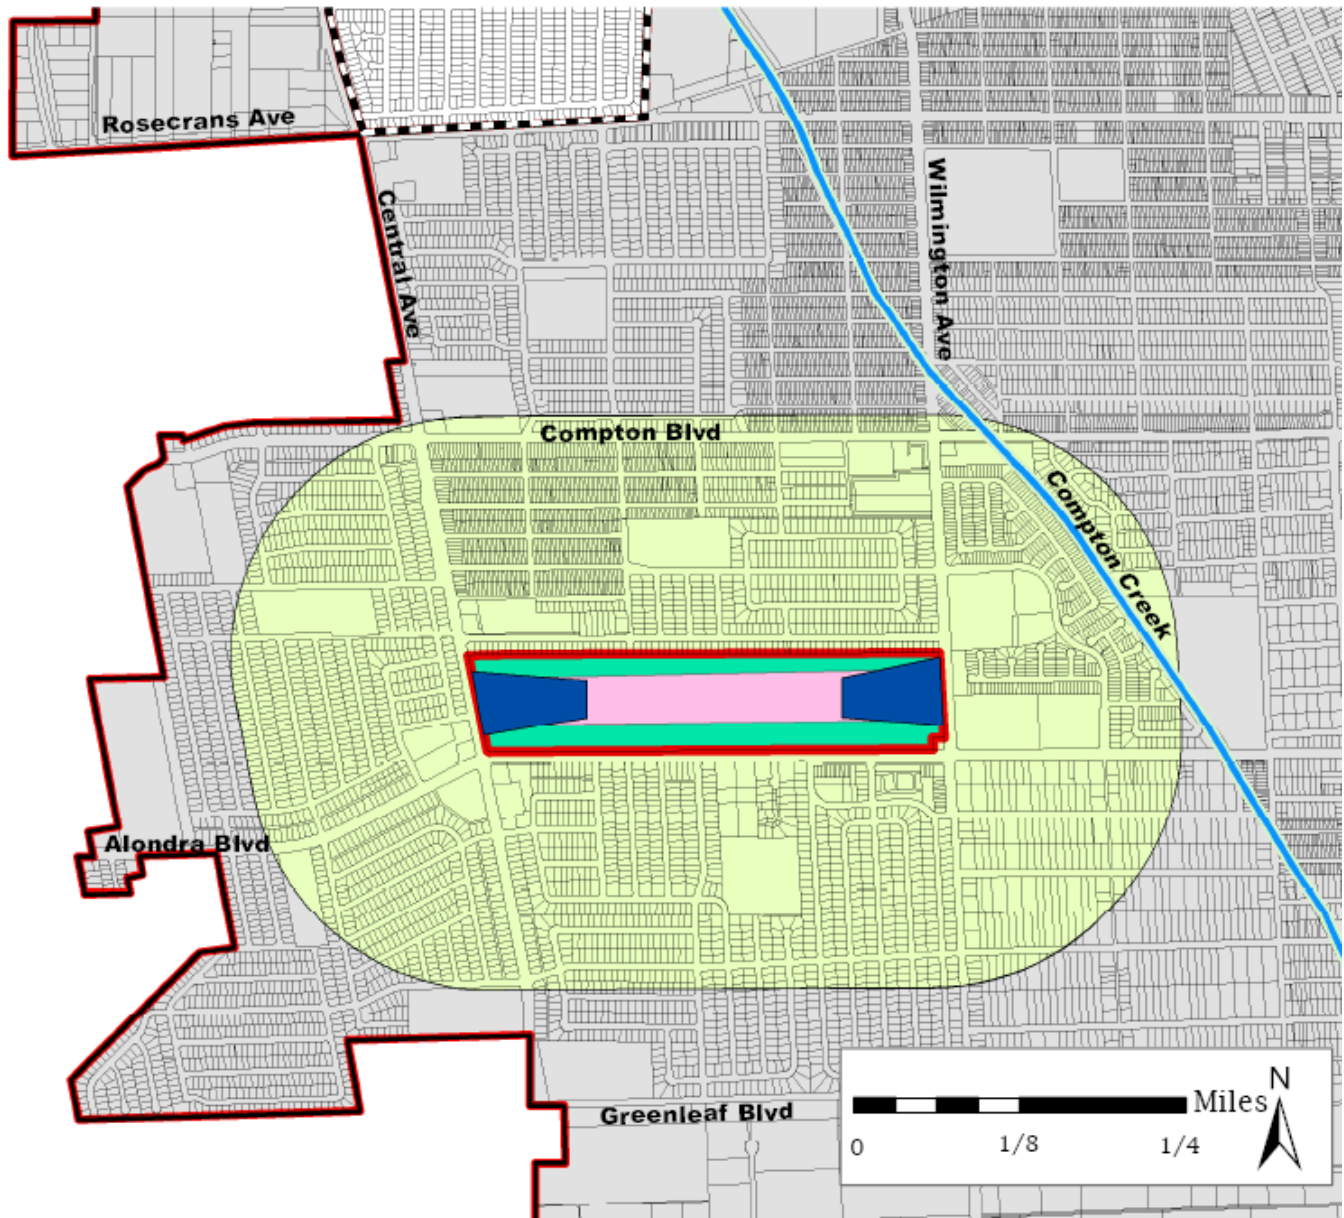 Rosecrans Ave
Wilmington Ave
Central Ave
Compton Blvd
Compton Creek
Alondra Blvd
Greenleaf Blvd
N
Miles
0 1/8 1/4